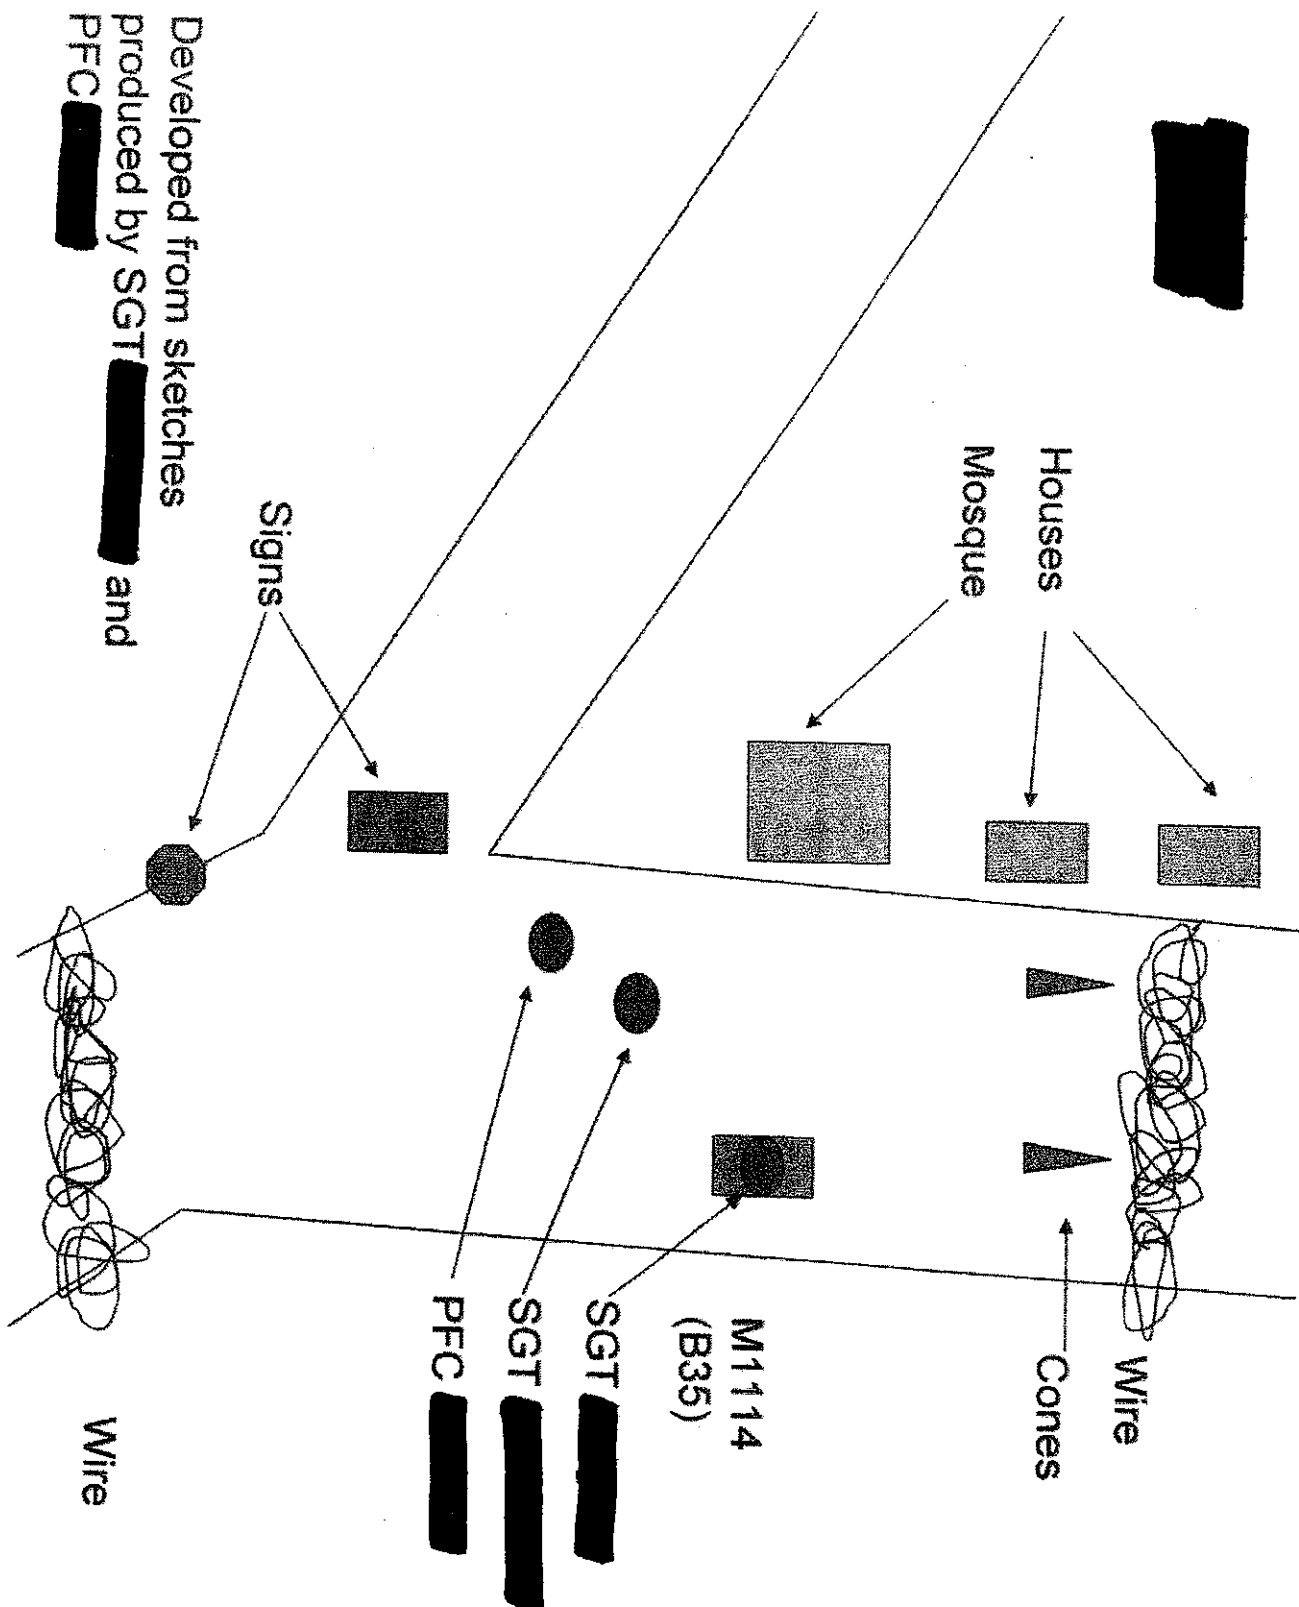 Wire
Houses
Cones
Mosque
M1114
(B35)
SGT
SGT
PFC
Signs
Developed from sketches
produced by SGT and
PFC
Wire